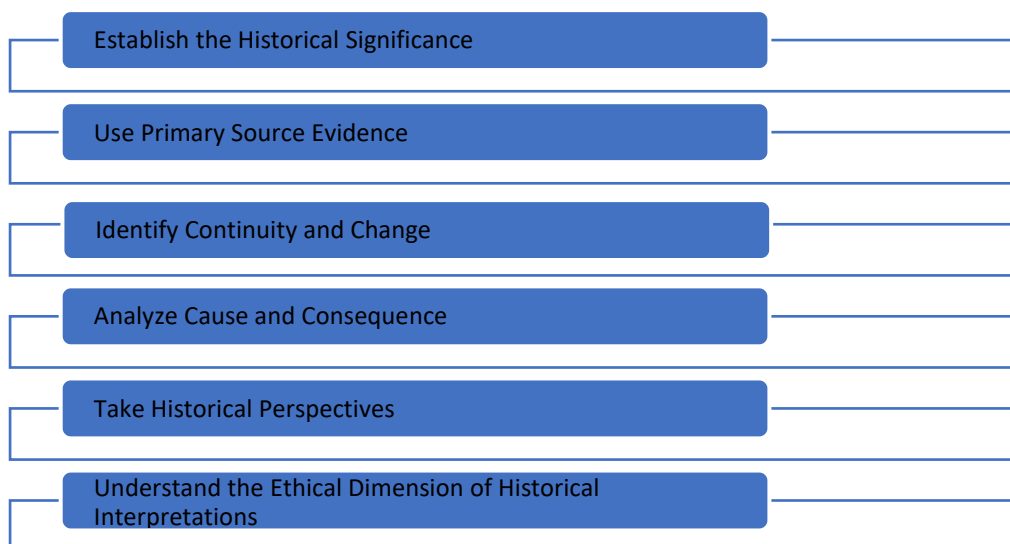 Establish the Historical Significance
Use Primary Source Evidence
Identify Continuity and Change
Analyze Cause and Consequence
Take Historical Perspectives
Understand the Ethical Dimension of Historical
Interpretations